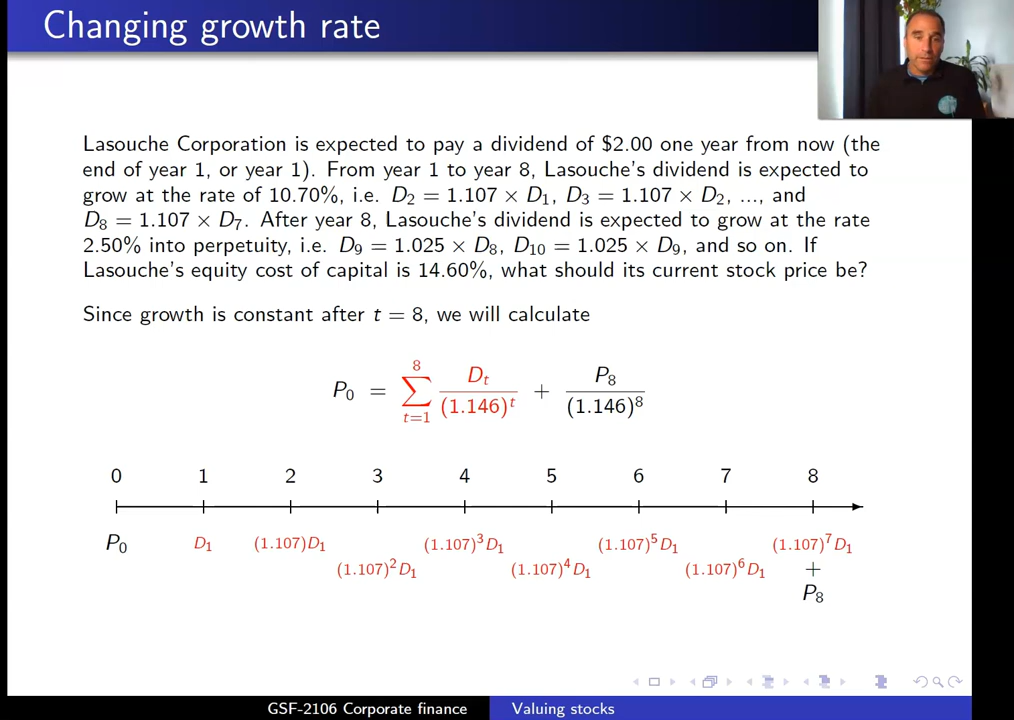 Changing growth rate
Lasouche Corporation is expected to pay a dividend of $2.00 one year from now (the
end of year 1, or year 1). From year 1 to year 8, Lasouche's dividend is expected to
grow at the rate of 10.70%, i.e. D₂ = 1.107 × D₁, D₃ = 1.107 × D₂, ..., and
D₈ = 1.107 × D₇. After year 8, Lasouche's dividend is expected to grow at the rate
2.50% into perpetuity, i.e. D₉ = 1.025 × D₈, D₁₀ = 1.025 × D₉, and so on. If
Lasouche's equity cost of capital is 14.60%, what should its current stock price be?
Since growth is constant after t = 8, we will calculate
P₀ = ∑_{t=1}^{8} D_t/(1.146)^t + P₈/(1.146)⁸
0 1 2 3 4 5 6 7 8
P₀ D₁ (1.107)D₁ (1.107)²D₁ (1.107)³D₁ (1.107)⁴D₁ (1.107)⁵D₁ (1.107)⁶D₁ (1.107)⁷D₁
+
P₈
GSF-2106 Corporate finance Valuing stocks